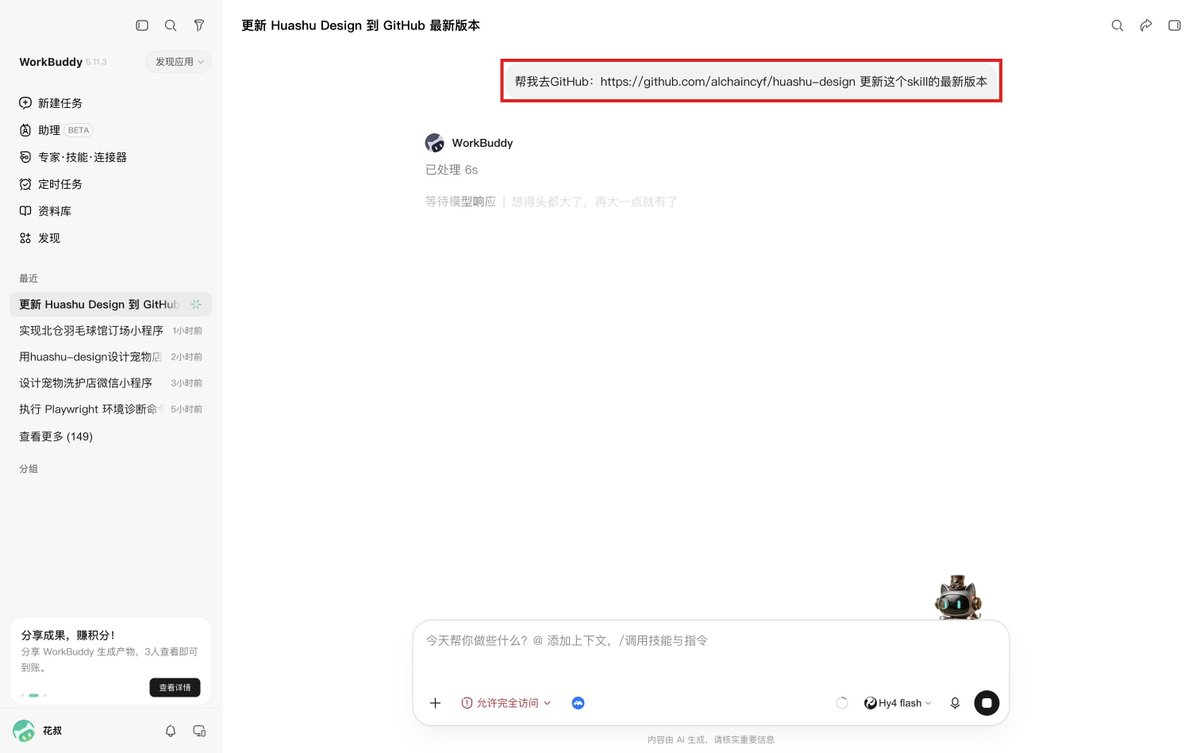 更新 Huashu Design 到 GitHub 最新版本
WorkBuddy 5.11.3
发现应用
新建任务
助理 BETA
专家·技能·连接器
定时任务
资料库
发现
最近
更新 Huashu Design 到 GitHub
实现北仓羽毛球馆订场小程序 1小时前
用huashu-design设计宠物店 2小时前
设计宠物洗护店微信小程序 3小时前
执行 Playwright 环境诊断命令 5小时前
查看更多 (149)
分组
分享成果，赚积分！
分享 WorkBuddy 生成产物，3人查看即可
到账。
查看详情
花叔
帮我去GitHub：https://github.com/alchaincyf/huashu-design 更新这个skill的最新版本
WorkBuddy
已处理 6s
等待模型响应 | 想得头都大了，再大一点就有了
今天帮你做些什么？@ 添加上下文，/调用技能与指令
允许完全访问
Hy4 flash
内容由 AI 生成，请核实重要信息